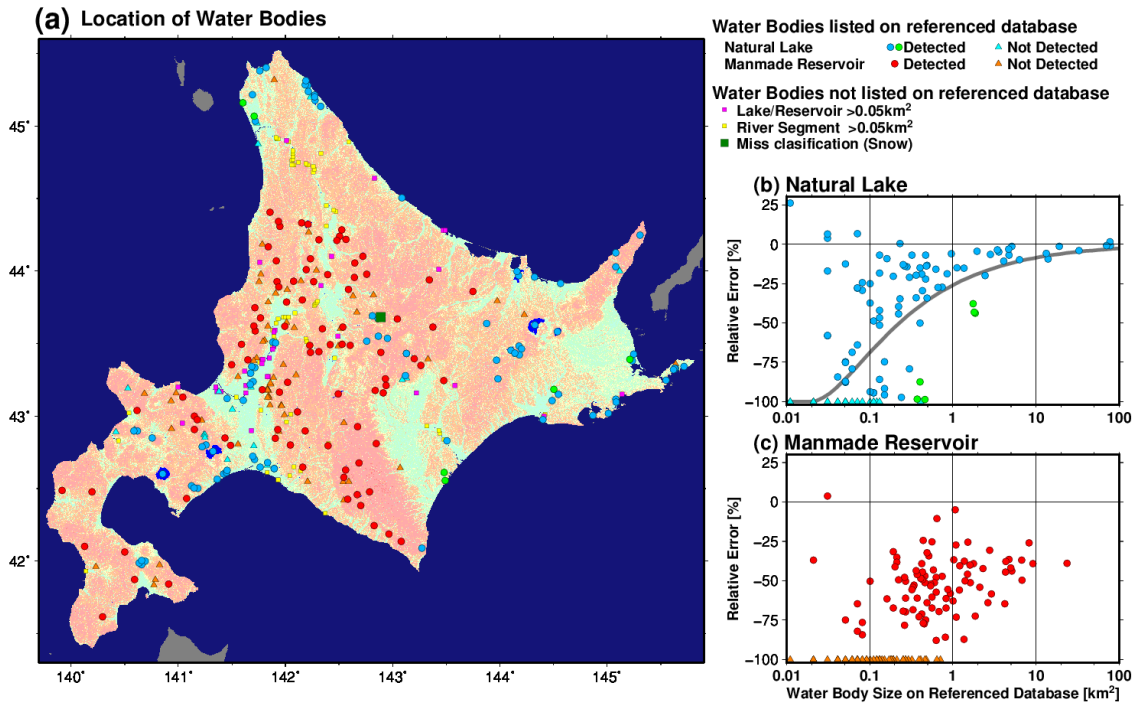 (a) Location of Water Bodies
45°
44°
43°
42°
140° 141° 142° 143° 144° 145°
Water Bodies listed on referenced database
Natural Lake Detected Not Detected
Manmade Reservoir Detected Not Detected
Water Bodies not listed on referenced database
Lake/Reservoir >0.05km²
River Segment >0.05km²
Miss clasification (Snow)
(b) Natural Lake
Relative Error [%]
25
0
−25
−50
−75
−100
0.01 0.1 1 10 100
(c) Manmade Reservoir
Relative Error [%]
25
0
−25
−50
−75
−100
0.01 0.1 1 10 100
Water Body Size on Referenced Database [km²]